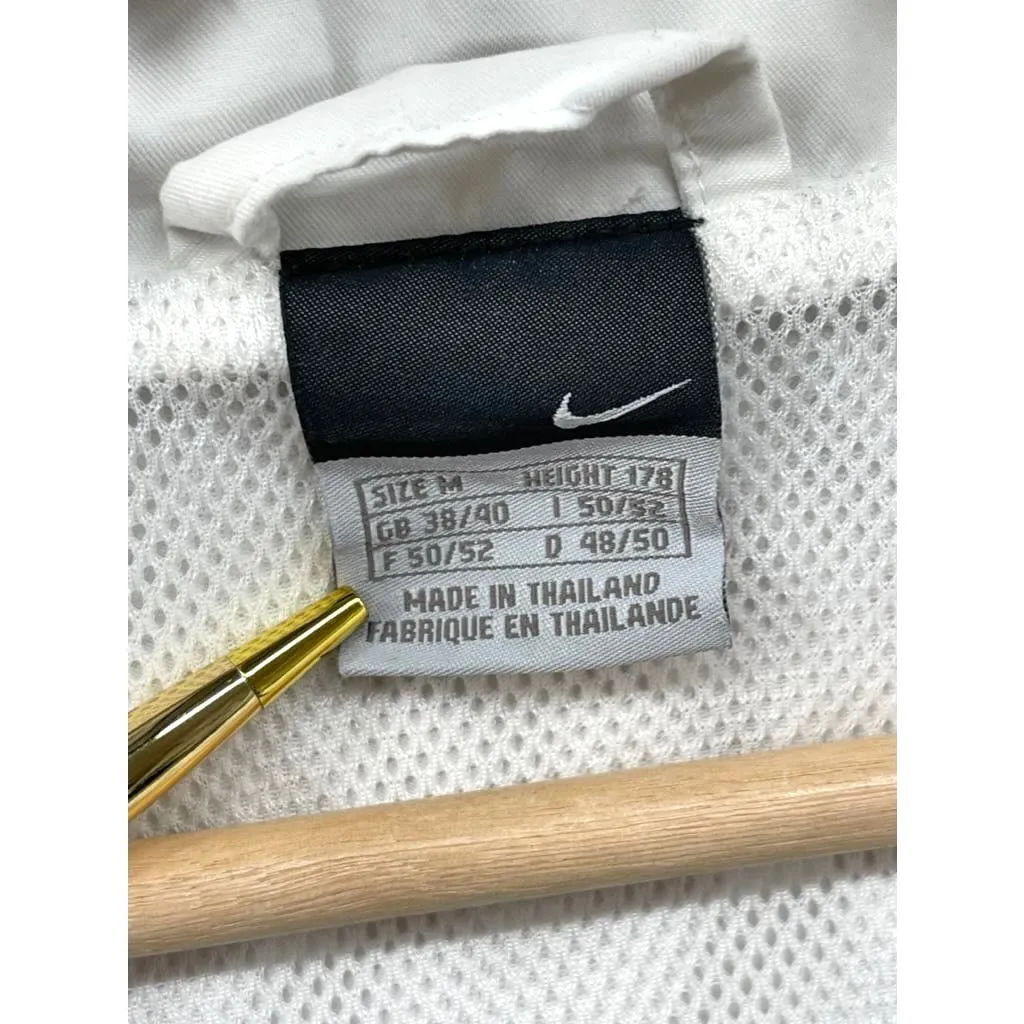 SIZE M HEIGHT 178
GB 38/40 I 50/52
F 50/52 D 48/50
MADE IN THAILAND
FABRIQUE EN THAILANDE